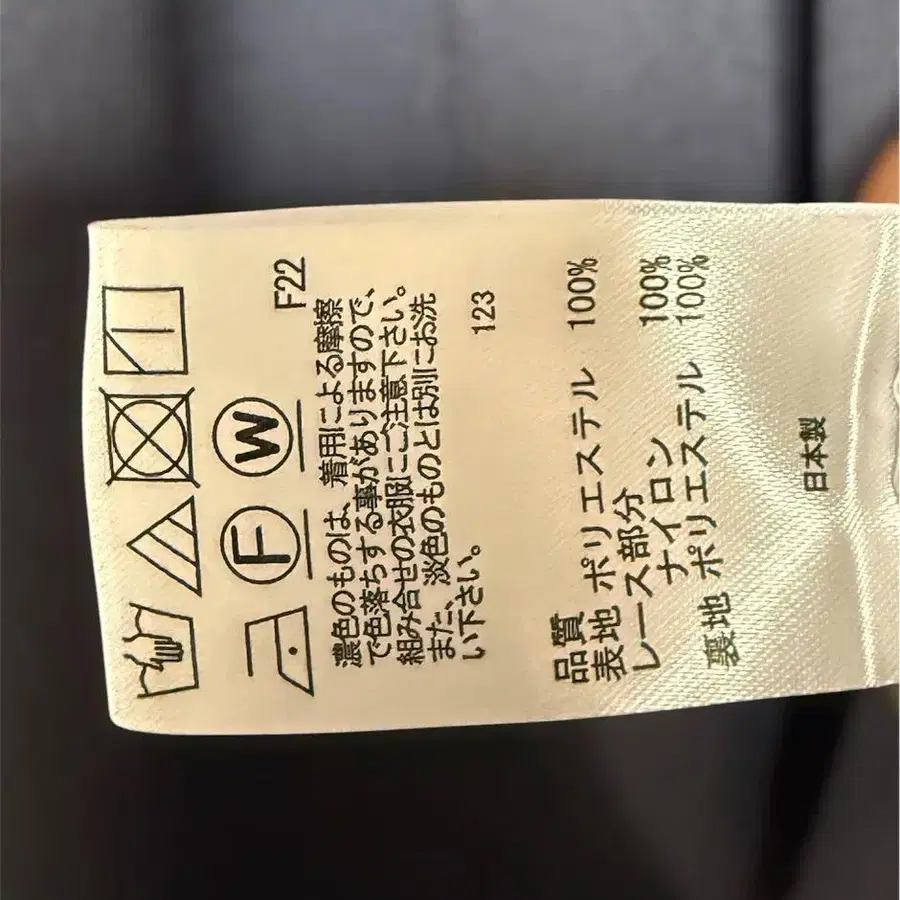 F W F22
濃色のものは、着用による摩擦
で色落ちする事がありますので、
組み合せの衣服にご注意下さい。
また、淡色のものとは別にお洗
い下さい。
123
品質
表地 ポリエステル 100%
レース部分
ナイロン 100%
裏地 ポリエステル 100%
日本製